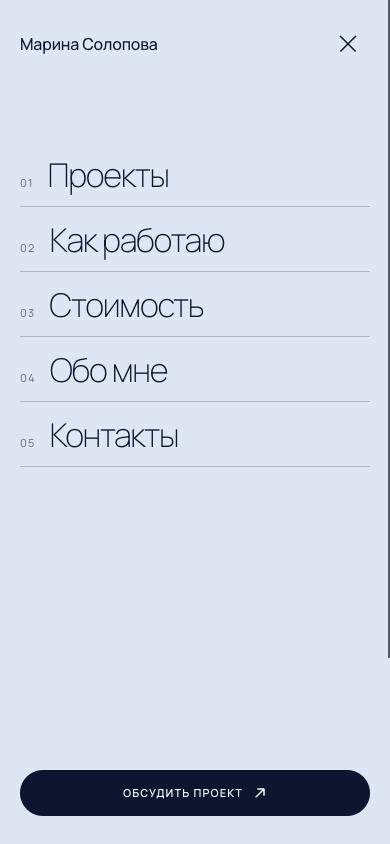 Марина Солопова
01 Проекты
02 Как работаю
03 Стоимость
04 Обо мне
05 Контакты
ОБСУДИТЬ ПРОЕКТ